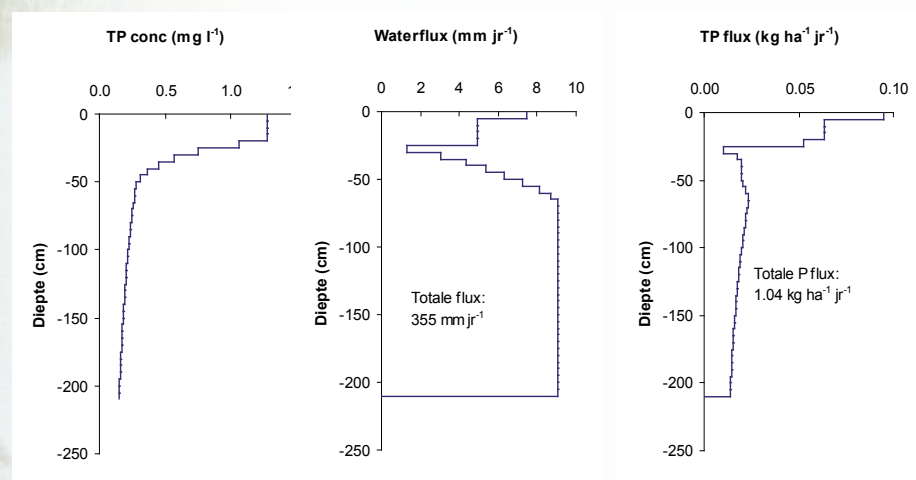 TP conc (mg l-1)
0.0 0.5 1.0
0
-50
-100
-150
-200
-250
Diepte (cm)
Waterflux (mm jr-1)
0 2 4 6 8 10
0
-50
-100
-150
-200
-250
Diepte (cm)
Totale flux:
355 mm jr-1
TP flux (kg ha-1 jr-1)
0.00 0.05 0.10
0
-50
-100
-150
-200
-250
Diepte (cm)
Totale P flux:
1.04 kg ha-1 jr-1